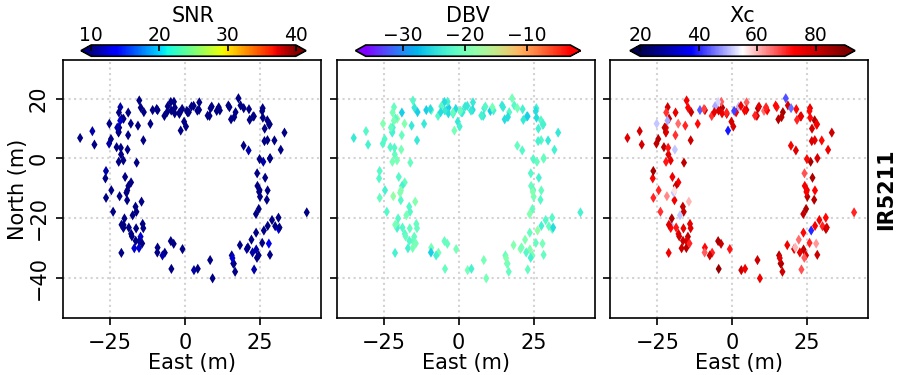 SNR DBV Xc
10 20 30 40 −30 −20 −10 20 40 60 80
20
0
−20
−40
North (m)
−25 0 25 −25 0 25 −25 0 25
East (m) East (m) East (m)
IR5211